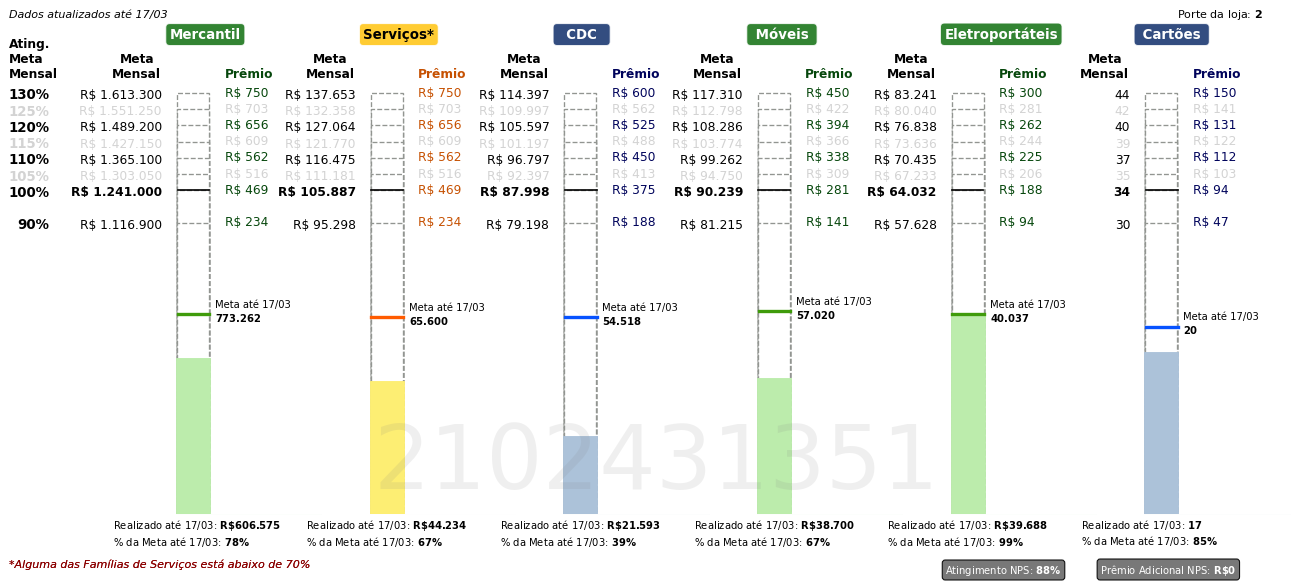 Dados atualizados até 17/03
Porte da loja: 2
Mercantil Serviços* CDC Móveis Eletroportáteis Cartões
Ating. Meta Mensal
Meta Mensal Prêmio Meta Mensal Prêmio Meta Mensal Prêmio Meta Mensal Prêmio Meta Mensal Prêmio Meta Mensal Prêmio
130% R$ 1.613.300 R$ 750 R$ 137.653 R$ 750 R$ 114.397 R$ 600 R$ 117.310 R$ 450 R$ 83.241 R$ 300 44 R$ 150
125% R$ 1.551.250 R$ 703 R$ 132.358 R$ 703 R$ 109.997 R$ 562 R$ 112.798 R$ 422 R$ 80.040 R$ 281 42 R$ 141
120% R$ 1.489.200 R$ 656 R$ 127.064 R$ 656 R$ 105.597 R$ 525 R$ 108.286 R$ 394 R$ 76.838 R$ 262 40 R$ 131
115% R$ 1.427.150 R$ 609 R$ 121.770 R$ 609 R$ 101.197 R$ 488 R$ 103.774 R$ 366 R$ 73.636 R$ 244 39 R$ 122
110% R$ 1.365.100 R$ 562 R$ 116.475 R$ 562 R$ 96.797 R$ 450 R$ 99.262 R$ 338 R$ 70.435 R$ 225 37 R$ 112
105% R$ 1.303.050 R$ 516 R$ 111.181 R$ 516 R$ 92.397 R$ 413 R$ 94.750 R$ 309 R$ 67.233 R$ 206 35 R$ 103
100% R$ 1.241.000 R$ 469 R$ 105.887 R$ 469 R$ 87.998 R$ 375 R$ 90.239 R$ 281 R$ 64.032 R$ 188 34 R$ 94
90% R$ 1.116.900 R$ 234 R$ 95.298 R$ 234 R$ 79.198 R$ 188 R$ 81.215 R$ 141 R$ 57.628 R$ 94 30 R$ 47
Meta até 17/03 Meta até 17/03 Meta até 17/03 Meta até 17/03 Meta até 17/03 Meta até 17/03
773.262 65.600 54.518 57.020 40.037 20
2102431351
Realizado até 17/03: R$606.575 Realizado até 17/03: R$44.234 Realizado até 17/03: R$21.593 Realizado até 17/03: R$38.700 Realizado até 17/03: R$39.688 Realizado até 17/03: 17
% da Meta até 17/03: 78% % da Meta até 17/03: 67% % da Meta até 17/03: 39% % da Meta até 17/03: 67% % da Meta até 17/03: 99% % da Meta até 17/03: 85%
*Alguma das Famílias de Serviços está abaixo de 70%
Atingimento NPS: 88% Prêmio Adicional NPS: R$0